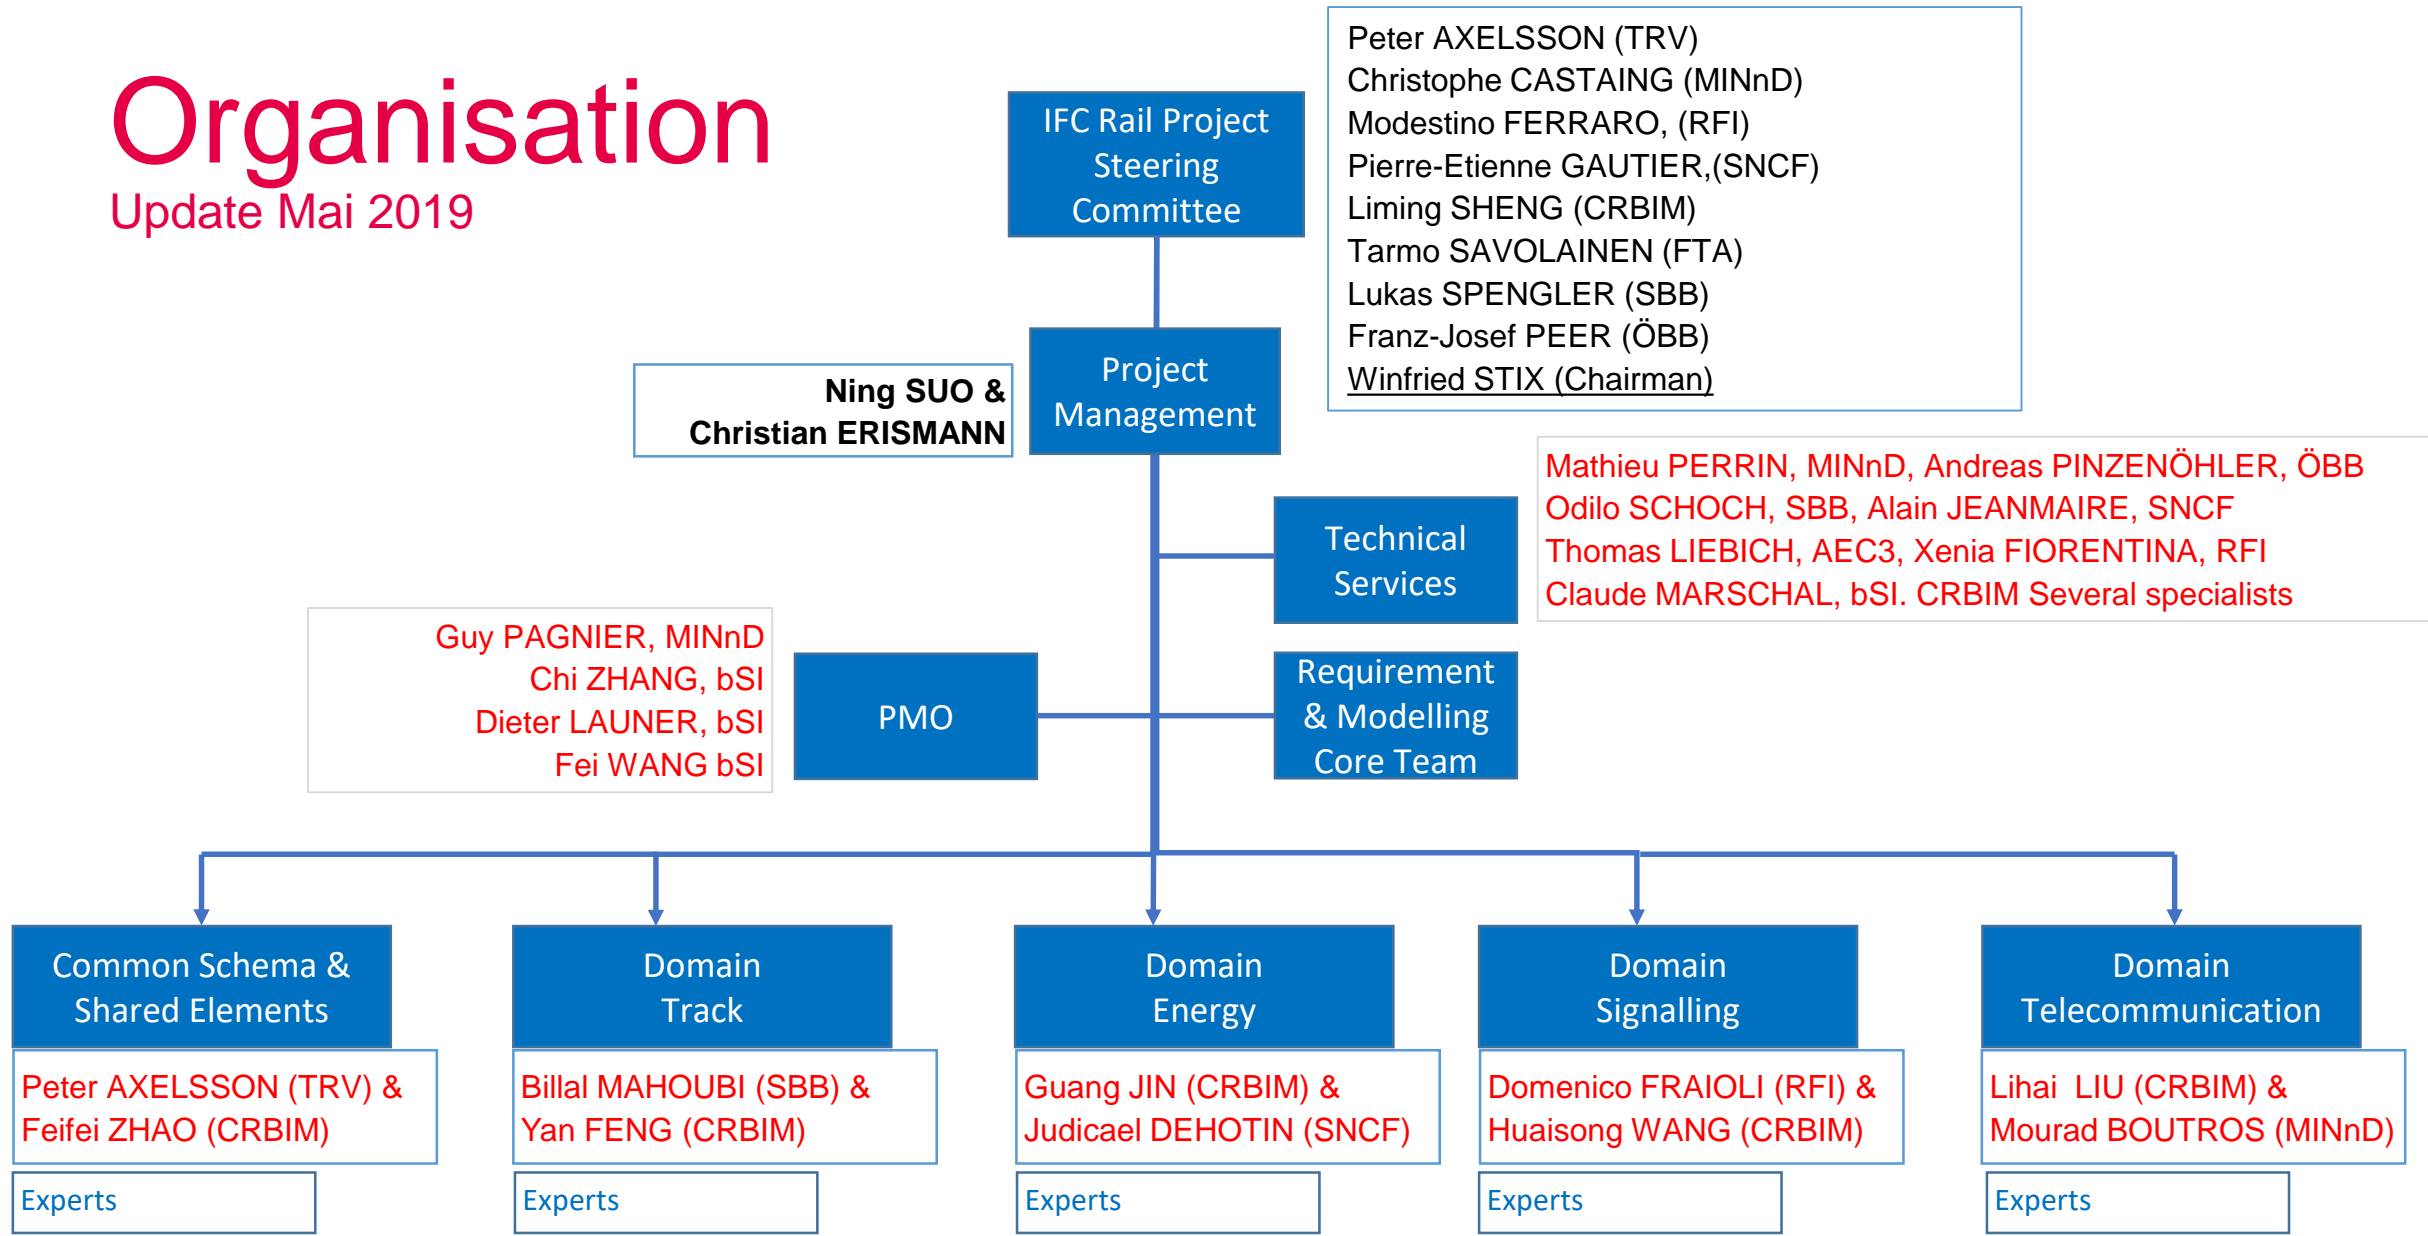 Organisation
Update Mai 2019
IFC Rail Project
Steering
Committee
Peter AXELSSON (TRV)
Christophe CASTAING (MINnD)
Modestino FERRARO, (RFI)
Pierre-Etienne GAUTIER,(SNCF)
Liming SHENG (CRBIM)
Tarmo SAVOLAINEN (FTA)
Lukas SPENGLER (SBB)
Franz-Josef PEER (ÖBB)
Winfried STIX (Chairman)
Ning SUO &
Christian ERISMANN
Project
Management
Technical
Services
Mathieu PERRIN, MINnD, Andreas PINZENÖHLER, ÖBB
Odilo SCHOCH, SBB, Alain JEANMAIRE, SNCF
Thomas LIEBICH, AEC3, Xenia FIORENTINA, RFI
Claude MARSCHAL, bSI. CRBIM Several specialists
Guy PAGNIER, MINnD
Chi ZHANG, bSI
Dieter LAUNER, bSI
Fei WANG bSI
PMO
Requirement
& Modelling
Core Team
Common Schema &
Shared Elements
Peter AXELSSON (TRV) &
Feifei ZHAO (CRBIM)
Experts
Domain
Track
Billal MAHOUBI (SBB) &
Yan FENG (CRBIM)
Experts
Domain
Energy
Guang JIN (CRBIM) &
Judicael DEHOTIN (SNCF)
Experts
Domain
Signalling
Domenico FRAIOLI (RFI) &
Huaisong WANG (CRBIM)
Experts
Domain
Telecommunication
Lihai  LIU (CRBIM) &
Mourad BOUTROS (MINnD)
Experts